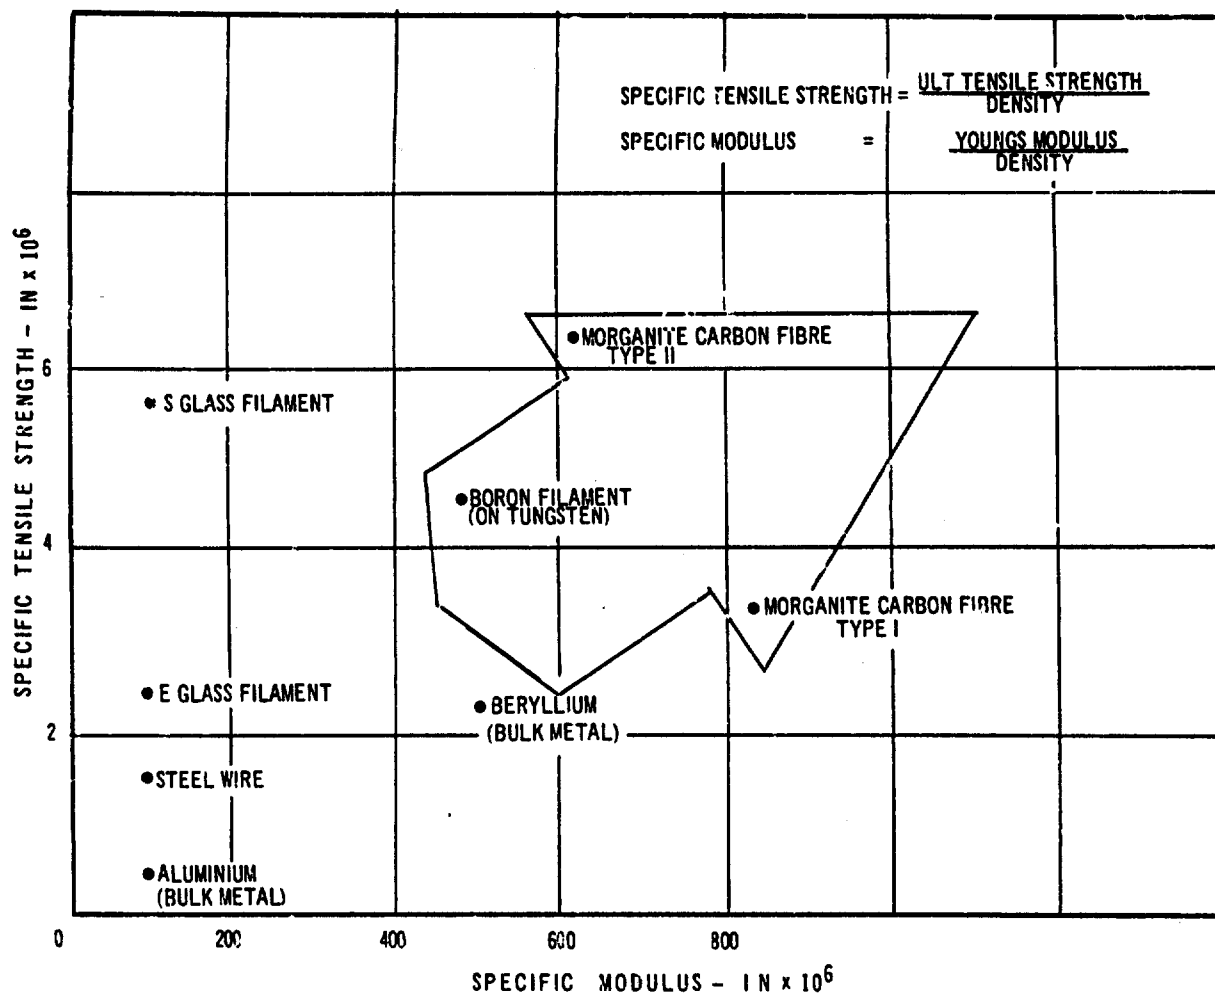 SPECIFIC TENSILE STRENGTH = ULT TENSILE STRENGTH
DENSITY
SPECIFIC MODULUS = YOUNGS MODULUS
DENSITY
SPECIFIC TENSILE STRENGTH - IN x 10⁶
MORGANITE CARBON FIBRE
TYPE II
6
S GLASS FILAMENT
BORON FILAMENT
(ON TUNGSTEN)
4
MORGANITE CARBON FIBRE
TYPE I
E GLASS FILAMENT
BERYLLIUM
(BULK METAL)
2
STEEL WIRE
ALUMINIUM
(BULK METAL)
0 200 400 600 800
SPECIFIC MODULUS - IN x 10⁶